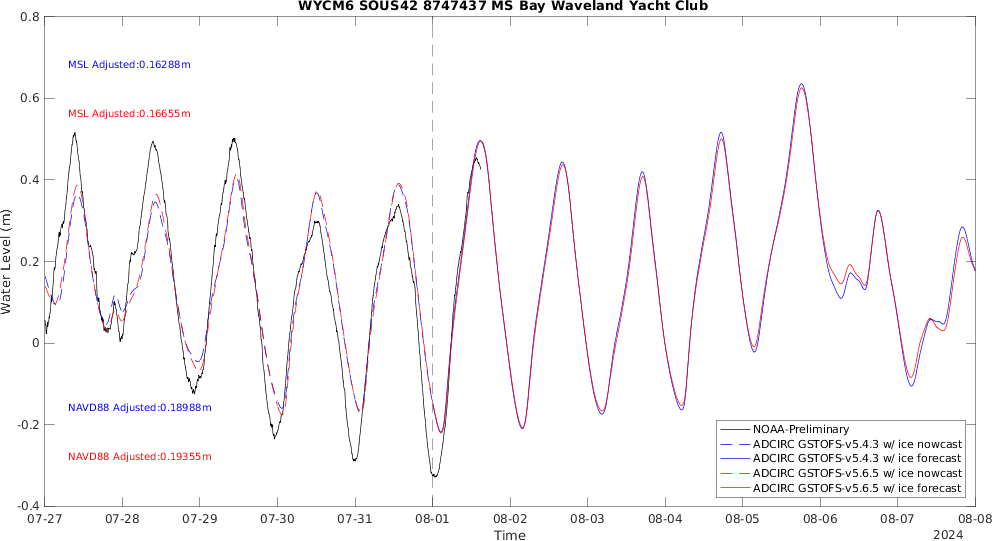 WYCM6 SOUS42 8747437 MS Bay Waveland Yacht Club
Water Level (m)
0.8
0.6
0.4
0.2
0
-0.2
-0.4
MSL Adjusted:0.16288m
MSL Adjusted:0.16655m
NAVD88 Adjusted:0.18988m
NAVD88 Adjusted:0.19355m
NOAA-Preliminary
ADCIRC GSTOFS-v5.4.3 w/ ice nowcast
ADCIRC GSTOFS-v5.4.3 w/ ice forecast
ADCIRC GSTOFS-v5.6.5 w/ ice nowcast
ADCIRC GSTOFS-v5.6.5 w/ ice forecast
07-27 07-28 07-29 07-30 07-31 08-01 08-02 08-03 08-04 08-05 08-06 08-07 08-08
Time
2024